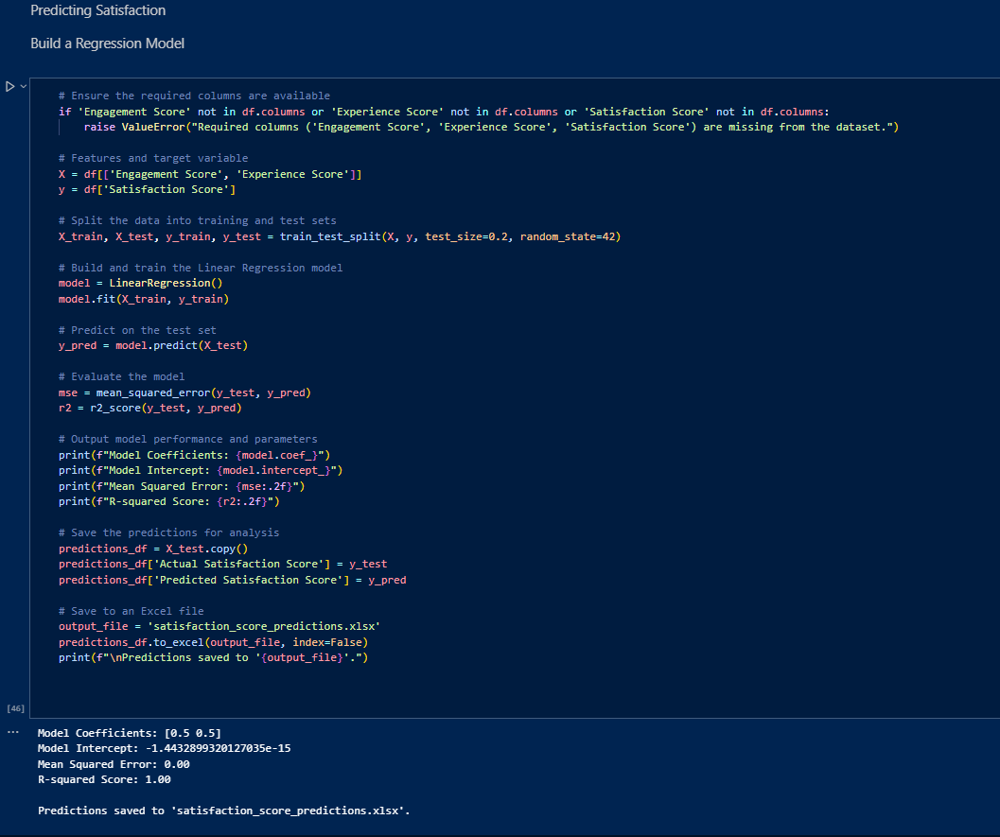 Predicting Satisfaction
Build a Regression Model
# Ensure the required columns are available
if 'Engagement Score' not in df.columns or 'Experience Score' not in df.columns or 'Satisfaction Score' not in df.columns:
    raise ValueError("Required columns ('Engagement Score', 'Experience Score', 'Satisfaction Score') are missing from the dataset.")
# Features and target variable
X = df[['Engagement Score', 'Experience Score']]
y = df['Satisfaction Score']
# Split the data into training and test sets
X_train, X_test, y_train, y_test = train_test_split(X, y, test_size=0.2, random_state=42)
# Build and train the Linear Regression model
model = LinearRegression()
model.fit(X_train, y_train)
# Predict on the test set
y_pred = model.predict(X_test)
# Evaluate the model
mse = mean_squared_error(y_test, y_pred)
r2 = r2_score(y_test, y_pred)
# Output model performance and parameters
print(f"Model Coefficients: {model.coef_}")
print(f"Model Intercept: {model.intercept_}")
print(f"Mean Squared Error: {mse:.2f}")
print(f"R-squared Score: {r2:.2f}")
# Save the predictions for analysis
predictions_df = X_test.copy()
predictions_df['Actual Satisfaction Score'] = y_test
predictions_df['Predicted Satisfaction Score'] = y_pred
# Save to an Excel file
output_file = 'satisfaction_score_predictions.xlsx'
predictions_df.to_excel(output_file, index=False)
print(f"\nPredictions saved to '{output_file}'.")
[46]
...
Model Coefficients: [0.5 0.5]
Model Intercept: -1.4432899320127035e-15
Mean Squared Error: 0.00
R-squared Score: 1.00
Predictions saved to 'satisfaction_score_predictions.xlsx'.